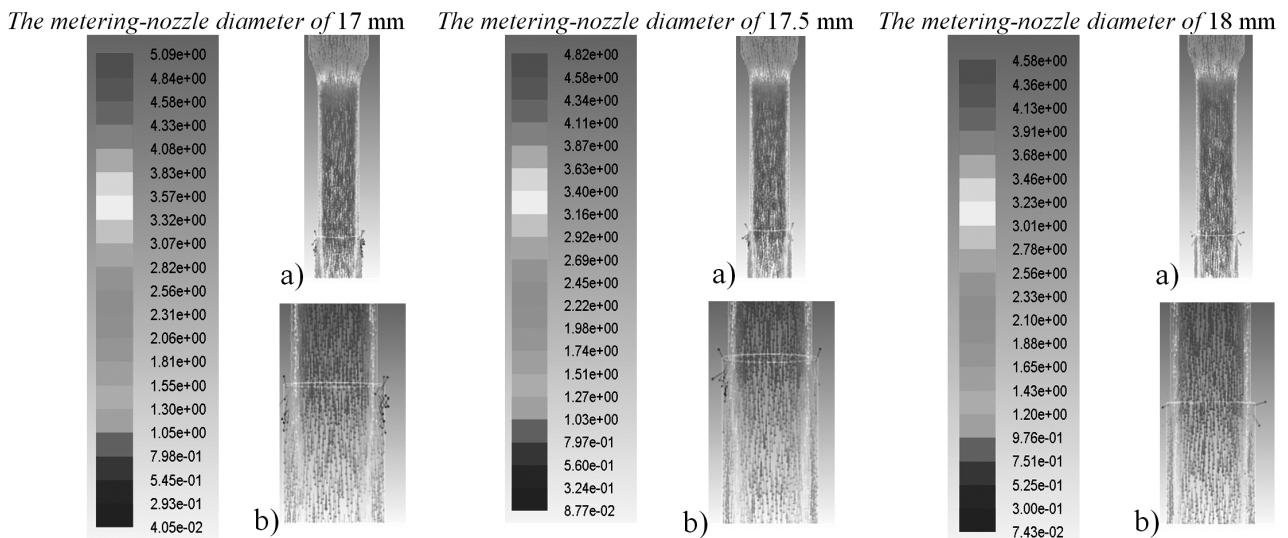 The metering-nozzle diameter of 17 mm
5.09e+00
4.84e+00
4.58e+00
4.33e+00
4.08e+00
3.83e+00
3.57e+00
3.32e+00
3.07e+00
2.82e+00
2.56e+00
2.31e+00
2.06e+00
1.81e+00
1.55e+00
1.30e+00
1.05e+00
7.98e-01
5.45e-01
2.93e-01
4.05e-02
a)
b)
The metering-nozzle diameter of 17.5 mm
4.82e+00
4.58e+00
4.34e+00
4.11e+00
3.87e+00
3.63e+00
3.40e+00
3.16e+00
2.92e+00
2.69e+00
2.45e+00
2.22e+00
1.98e+00
1.74e+00
1.51e+00
1.27e+00
1.03e+00
7.97e-01
5.60e-01
3.24e-01
8.77e-02
a)
b)
The metering-nozzle diameter of 18 mm
4.58e+00
4.36e+00
4.13e+00
3.91e+00
3.68e+00
3.46e+00
3.23e+00
3.01e+00
2.78e+00
2.56e+00
2.33e+00
2.10e+00
1.88e+00
1.65e+00
1.43e+00
1.20e+00
9.76e-01
7.51e-01
5.25e-01
3.00e-01
7.43e-02
a)
b)